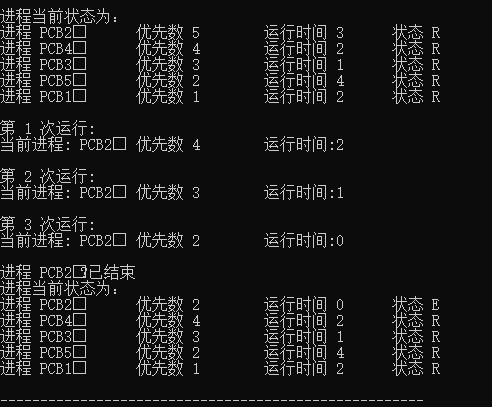 进程当前状态为:
进程 PCB2□ 优先数 5 运行时间 3 状态 R
进程 PCB4□ 优先数 4 运行时间 2 状态 R
进程 PCB3□ 优先数 3 运行时间 1 状态 R
进程 PCB5□ 优先数 2 运行时间 4 状态 R
进程 PCB1□ 优先数 1 运行时间 2 状态 R
第 1 次运行:
当前进程: PCB2□ 优先数 4 运行时间:2
第 2 次运行:
当前进程: PCB2□ 优先数 3 运行时间:1
第 3 次运行:
当前进程: PCB2□ 优先数 2 运行时间:0
进程 PCB2□?已结束
进程当前状态为:
进程 PCB2□ 优先数 2 运行时间 0 状态 E
进程 PCB4□ 优先数 4 运行时间 2 状态 R
进程 PCB3□ 优先数 3 运行时间 1 状态 R
进程 PCB5□ 优先数 2 运行时间 4 状态 R
进程 PCB1□ 优先数 1 运行时间 2 状态 R
-----------------------------------------------------